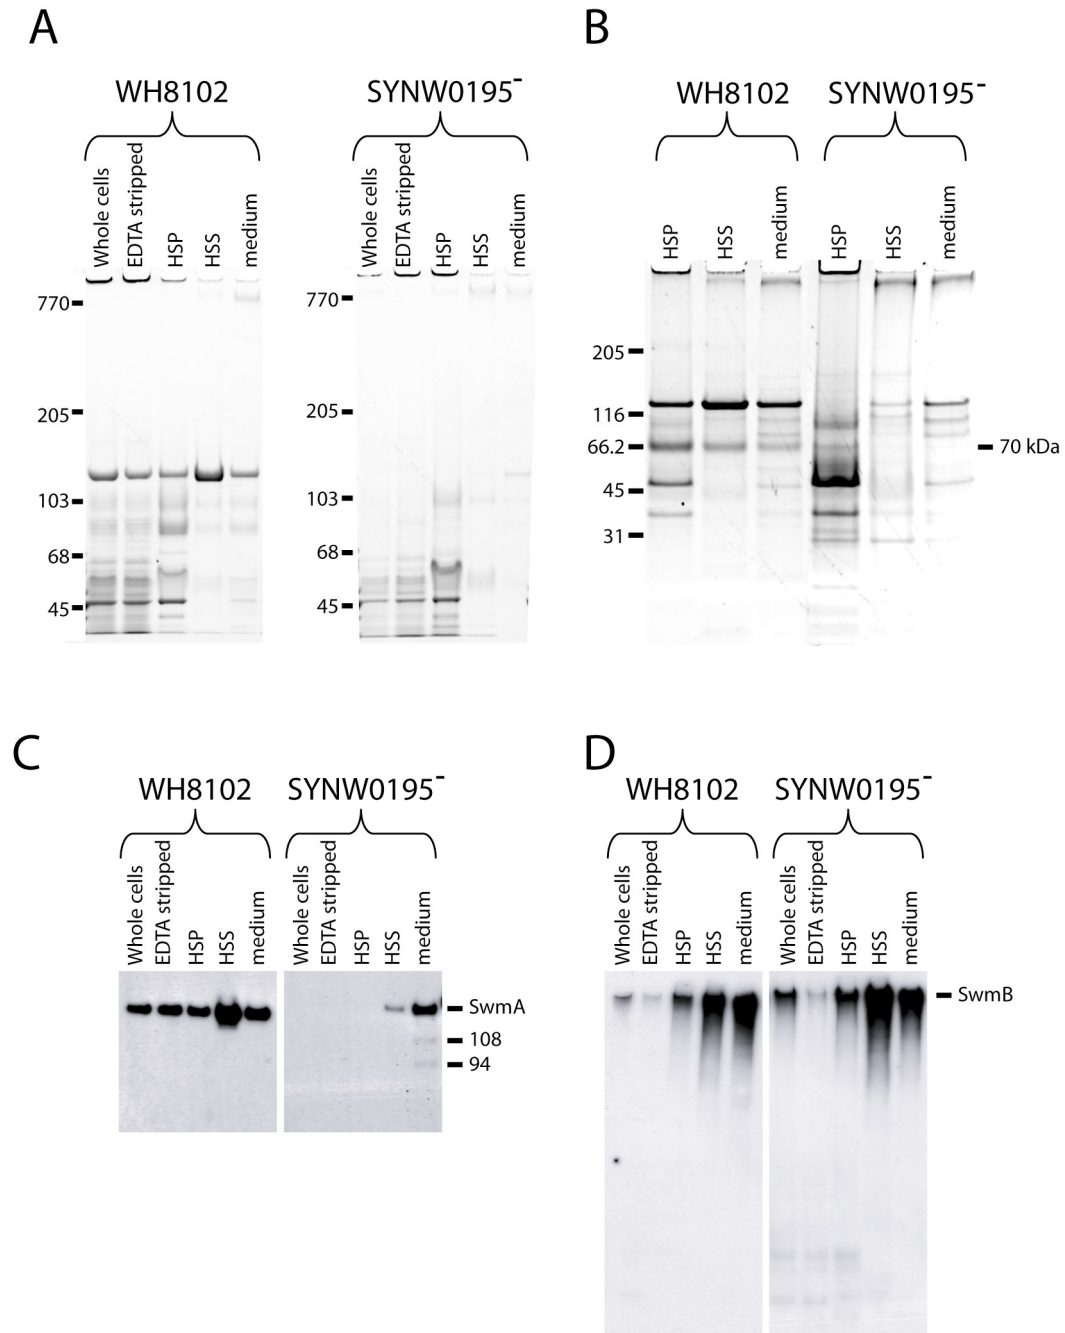 A
WH8102
SYNW0195-
Whole cells
EDTA stripped
HSP
HSS
medium
Whole cells
EDTA stripped
HSP
HSS
medium
770
205
103
68
45
770
205
103
68
45
B
WH8102
SYNW0195-
HSP
HSS
medium
HSP
HSS
medium
205
116
66.2
45
31
70 kDa
C
WH8102
SYNW0195-
Whole cells
EDTA stripped
HSP
HSS
medium
Whole cells
EDTA stripped
HSP
HSS
medium
SwmA
108
94
D
WH8102
SYNW0195-
Whole cells
EDTA stripped
HSP
HSS
medium
Whole cells
EDTA stripped
HSP
HSS
medium
SwmB